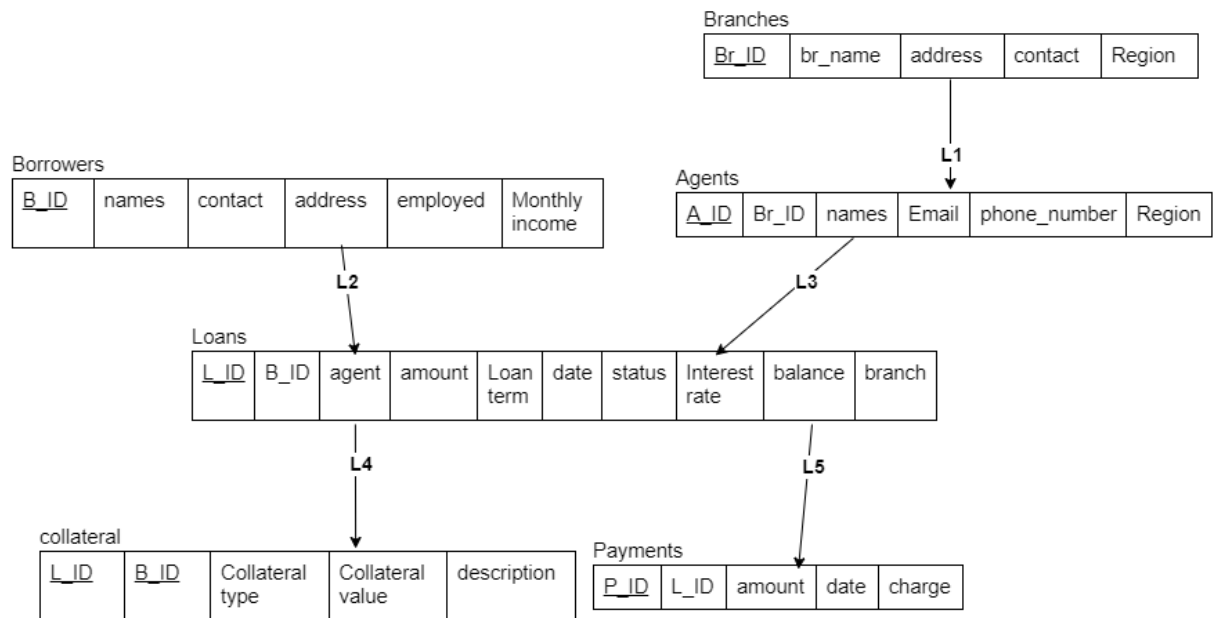 Branches
Br_ID br_name address contact Region
L1
Borrowers
B_ID names contact address employed Monthly
income
Agents
A_ID Br_ID names Email phone_number Region
L2
L3
Loans
L_ID B_ID agent amount Loan date status Interest balance branch
term rate
L4
L5
collateral
L_ID B_ID Collateral Collateral description
type value
Payments
P_ID L_ID amount date charge